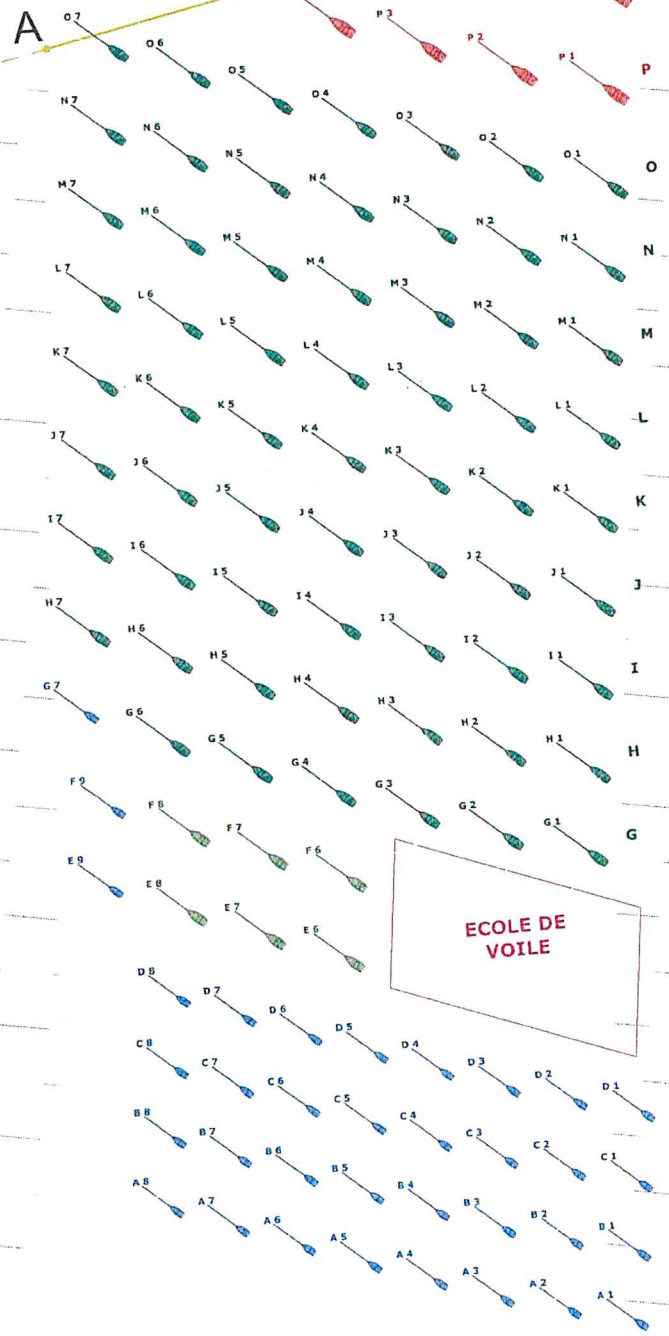 A
O 7
O 6
O 5
O 4
O 3
O 2
O 1
O
P 3
P 2
P 1
P
N 7
N 6
N 5
N 4
N 3
N 2
N 1
N
M 7
M 6
M 5
M 4
M 3
M 2
M 1
M
L 7
L 6
L 5
L 4
L 3
L 2
L 1
L
K 7
K 6
K 5
K 4
K 3
K 2
K 1
K
J 7
J 6
J 5
J 4
J 3
J 2
J 1
J
I 7
I 6
I 5
I 4
I 3
I 2
I 1
I
H 7
H 6
H 5
H 4
H 3
H 2
H 1
H
G 7
G 6
G 5
G 4
G 3
G 2
G 1
G
F 9
F 8
F 7
F 6
E 9
E 8
E 7
E 6
ECOLE DE
VOILE
D 8
D 7
D 6
D 5
D 4
D 3
D 2
D 1
C 8
C 7
C 6
C 5
C 4
C 3
C 2
C 1
B 8
B 7
B 6
B 5
B 4
B 3
B 2
B 1
A 8
A 7
A 6
A 5
A 4
A 3
A 2
A 1